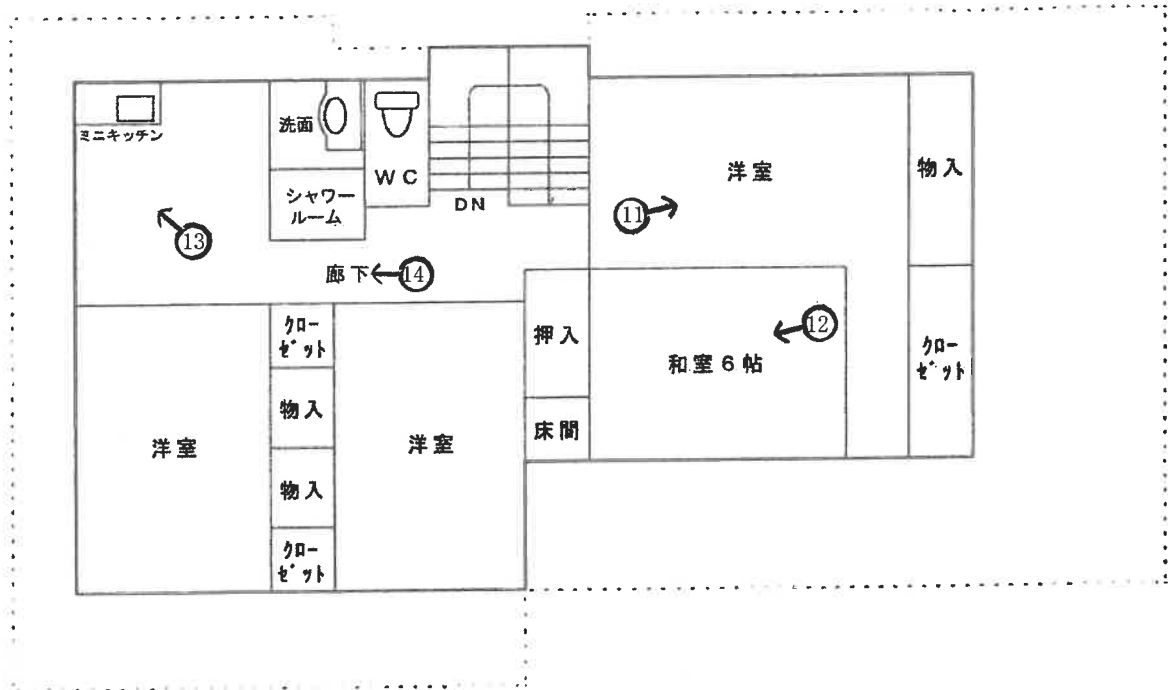 ミニキッチン
洗面
WC
シャワー
ルーム
DN
洋室
物入
⑪
⑬
廊下
⑭
クロー
ゼット
物入
物入
クロー
ゼット
洋室
洋室
押入
床間
和室6帖
⑫
クロー
ゼット